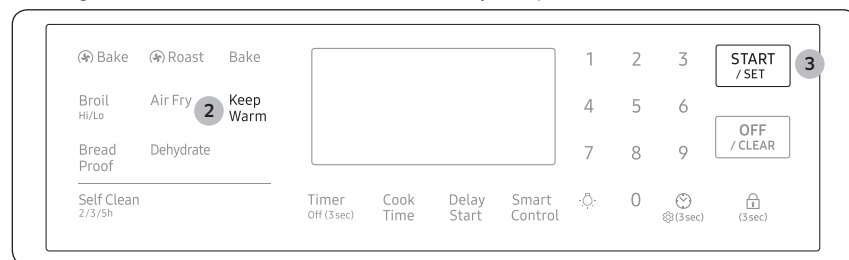 Bake Roast Bake
1 2 3
START
/ SET
3
Broil
Hi/Lo
Air Fry
2
Keep
Warm
4 5 6
OFF
/ CLEAR
Bread
Proof
Dehydrate
7 8 9
Self Clean
2/3/5h
Timer
Off (3 sec)
Cook
Time
Delay
Start
Smart
Control
0
(3 sec)
(3 sec)